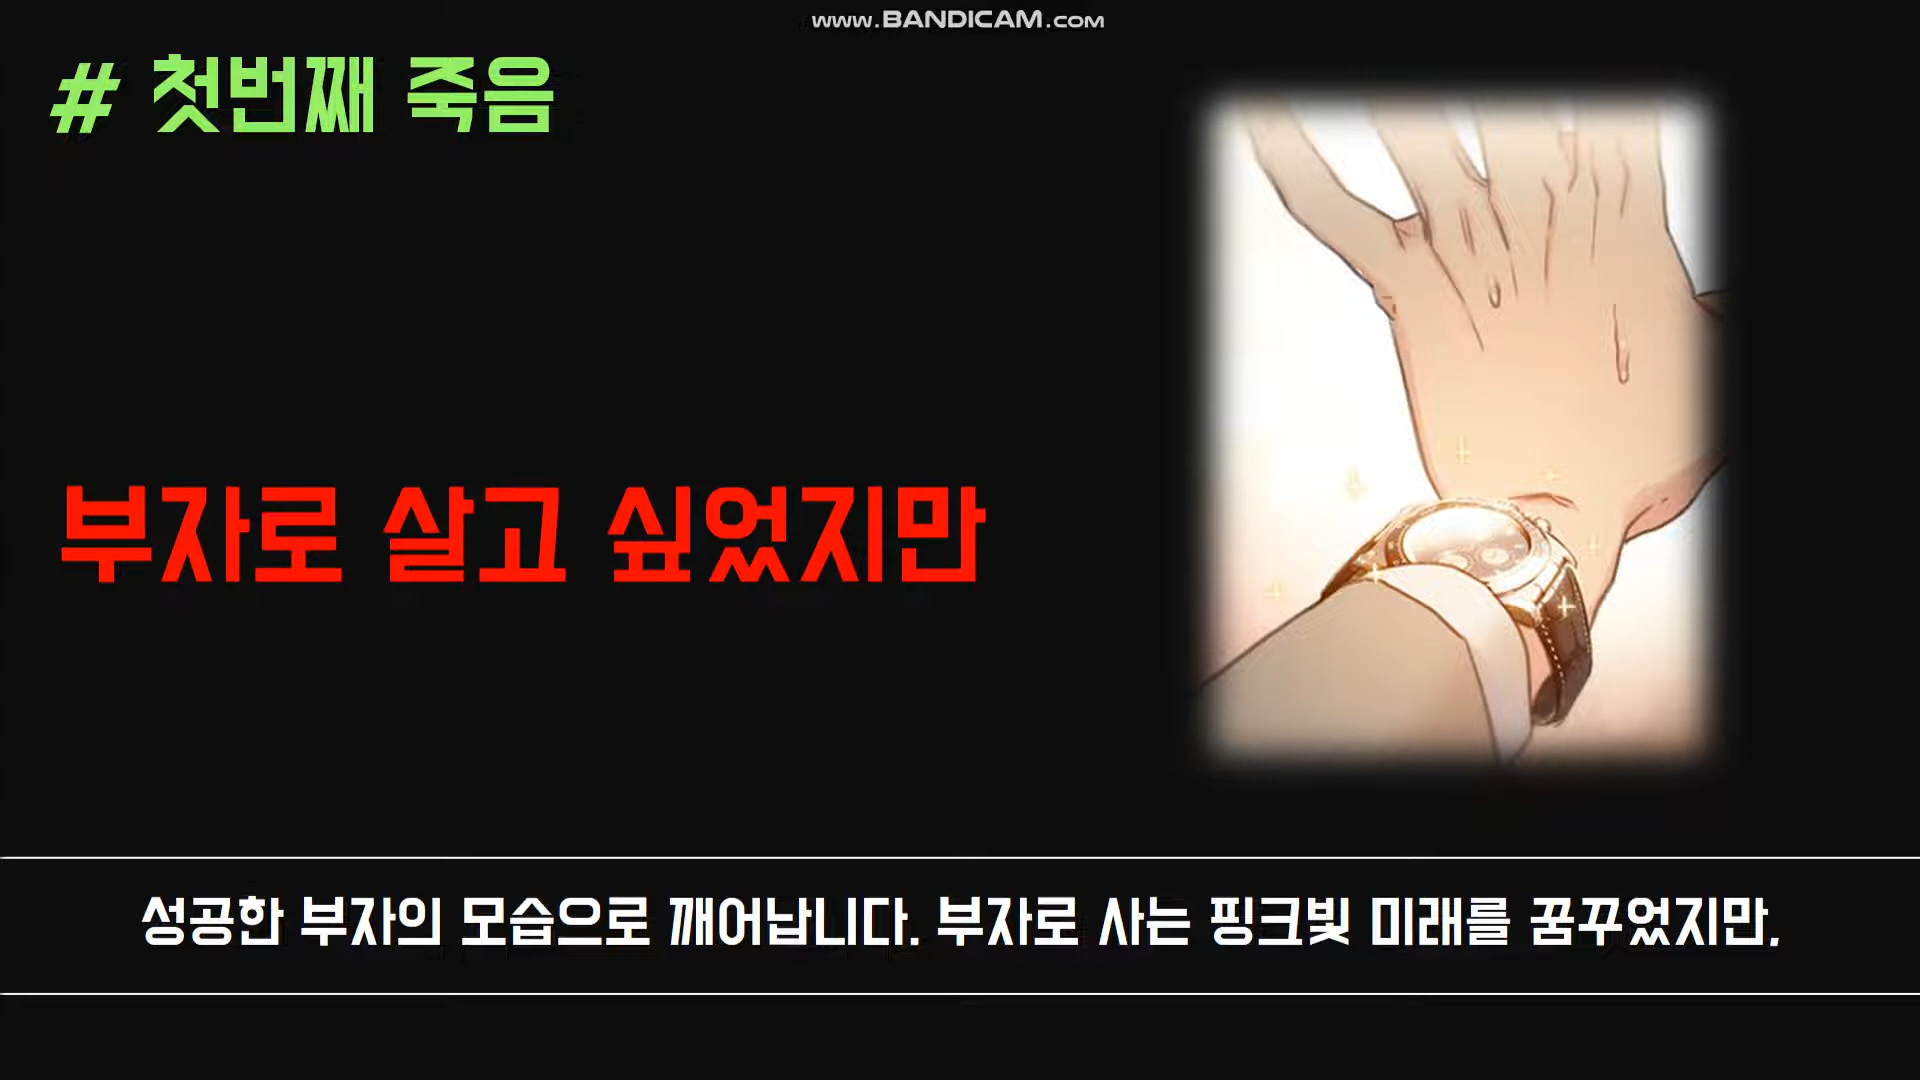 www.BANDICAM.com
# 첫번째 죽음
부자로 살고 싶었지만
성공한 부자의 모습으로 깨어납니다. 부자로 사는 핑크빛 미래를 꿈꾸었지만,